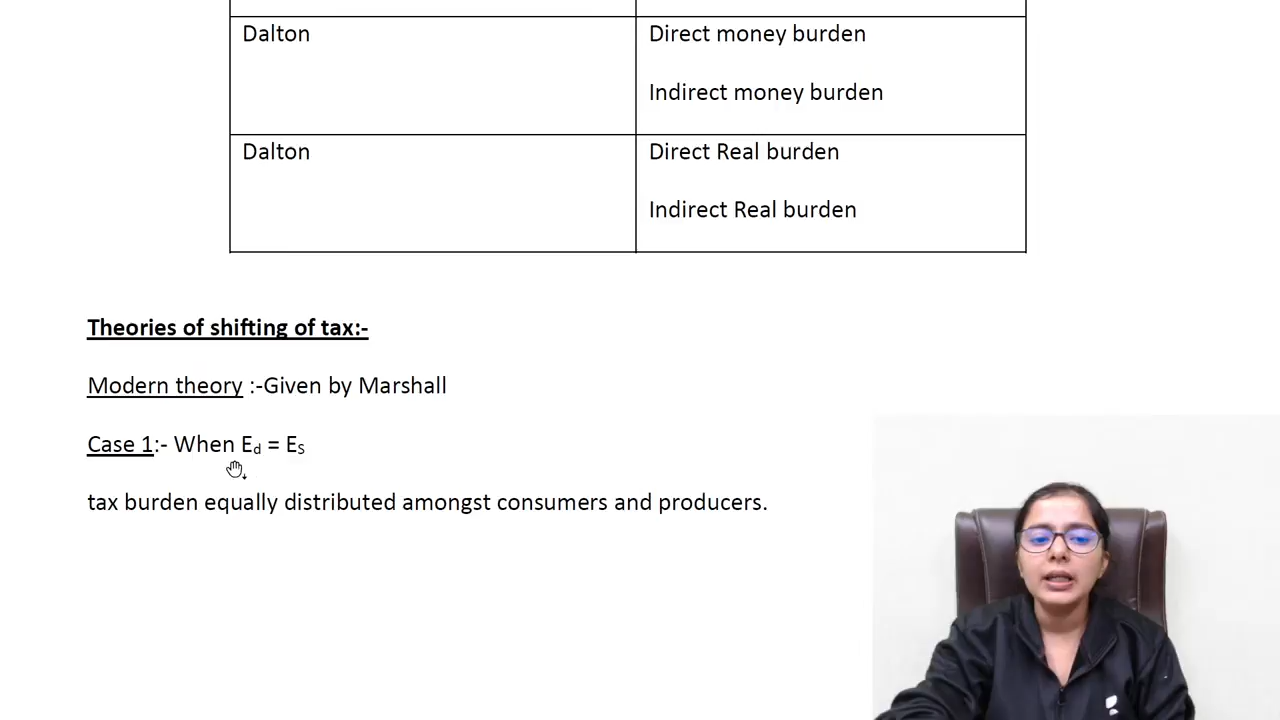 Dalton
Direct money burden
Indirect money burden
Dalton
Direct Real burden
Indirect Real burden
Theories of shifting of tax:-
Modern theory :-Given by Marshall
Case 1:- When Ed = ES
tax burden equally distributed amongst consumers and producers.